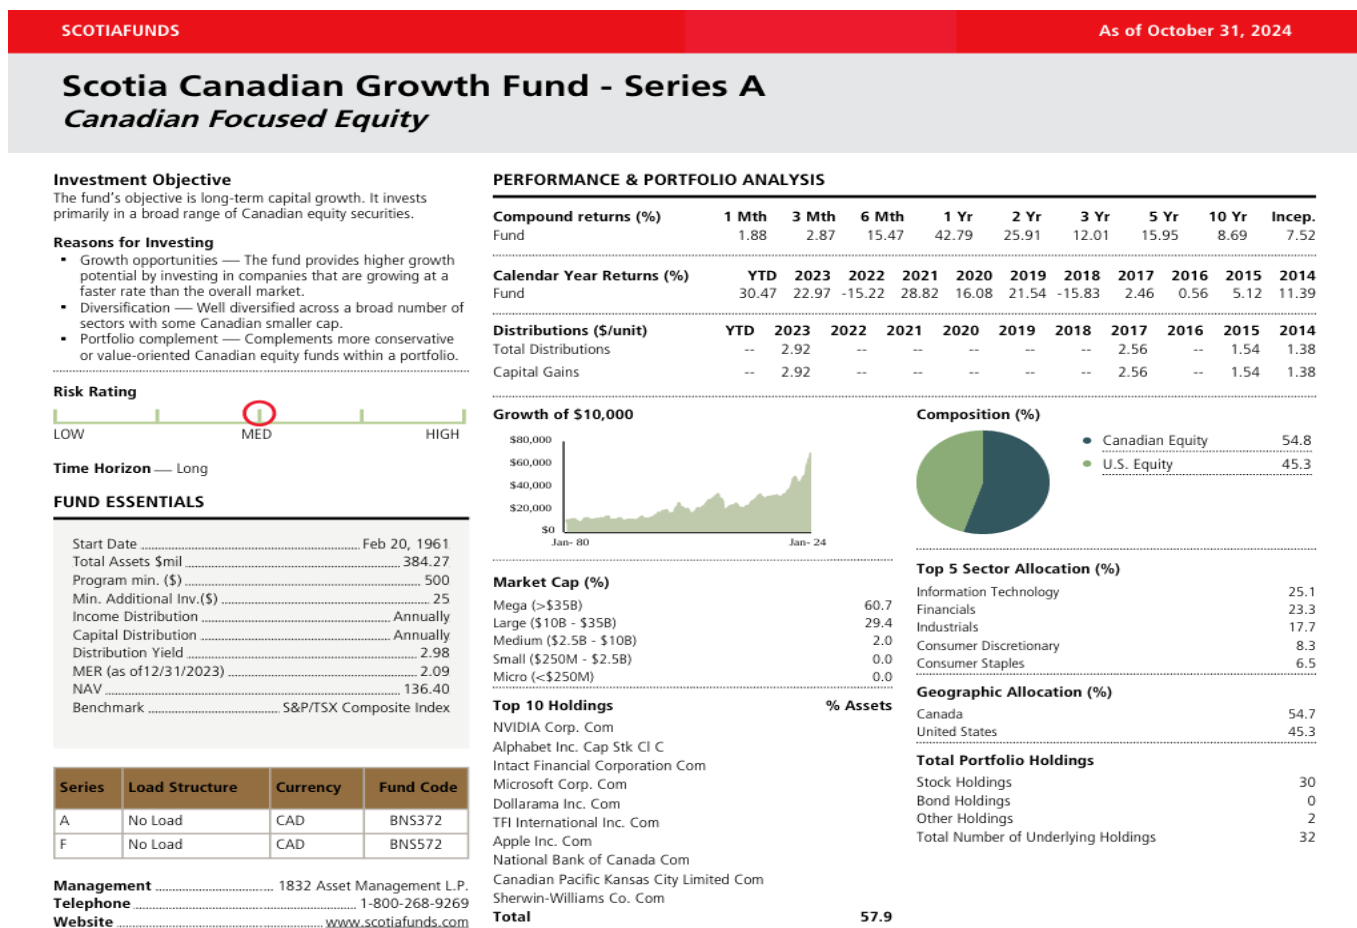 SCOTIAFUNDS
As of October 31, 2024
Scotia Canadian Growth Fund - Series A
Canadian Focused Equity
Investment Objective
The fund's objective is long-term capital growth. It invests
primarily in a broad range of Canadian equity securities.
Reasons for Investing
▪ Growth opportunities — The fund provides higher growth
potential by investing in companies that are growing at a
faster rate than the overall market.
▪ Diversification — Well diversified across a broad number of
sectors with some Canadian smaller cap.
▪ Portfolio complement — Complements more conservative
or value-oriented Canadian equity funds within a portfolio.
Risk Rating
LOW MED HIGH
Time Horizon — Long
FUND ESSENTIALS
Start Date Feb 20, 1961
Total Assets $mil 384.27
Program min. ($) 500
Min. Additional Inv.($) 25
Income Distribution Annually
Capital Distribution Annually
Distribution Yield 2.98
MER (as of12/31/2023) 2.09
NAV 136.40
Benchmark S&P/TSX Composite Index
Series Load Structure Currency Fund Code
A No Load CAD BNS372
F No Load CAD BNS572
Management 1832 Asset Management L.P.
Telephone 1-800-268-9269
Website www.scotiafunds.com
PERFORMANCE & PORTFOLIO ANALYSIS
Compound returns (%) 1 Mth 3 Mth 6 Mth 1 Yr 2 Yr 3 Yr 5 Yr 10 Yr Incep.
Fund 1.88 2.87 15.47 42.79 25.91 12.01 15.95 8.69 7.52
Calendar Year Returns (%) YTD 2023 2022 2021 2020 2019 2018 2017 2016 2015 2014
Fund 30.47 22.97 -15.22 28.82 16.08 21.54 -15.83 2.46 0.56 5.12 11.39
Distributions ($/unit) YTD 2023 2022 2021 2020 2019 2018 2017 2016 2015 2014
Total Distributions -- 2.92 -- -- -- -- -- 2.56 -- 1.54 1.38
Capital Gains -- 2.92 -- -- -- -- -- 2.56 -- 1.54 1.38
Growth of $10,000
$80,000
$60,000
$40,000
$20,000
$0
Jan- 80 Jan- 24
Market Cap (%)
Mega (>$35B) 60.7
Large ($10B - $35B) 29.4
Medium ($2.5B - $10B) 2.0
Small ($250M - $2.5B) 0.0
Micro (<$250M) 0.0
Top 10 Holdings % Assets
NVIDIA Corp. Com
Alphabet Inc. Cap Stk Cl C
Intact Financial Corporation Com
Microsoft Corp. Com
Dollarama Inc. Com
TFI International Inc. Com
Apple Inc. Com
National Bank of Canada Com
Canadian Pacific Kansas City Limited Com
Sherwin-Williams Co. Com
Total 57.9
Composition (%)
Canadian Equity 54.8
U.S. Equity 45.3
Top 5 Sector Allocation (%)
Information Technology 25.1
Financials 23.3
Industrials 17.7
Consumer Discretionary 8.3
Consumer Staples 6.5
Geographic Allocation (%)
Canada 54.7
United States 45.3
Total Portfolio Holdings
Stock Holdings 30
Bond Holdings 0
Other Holdings 2
Total Number of Underlying Holdings 32